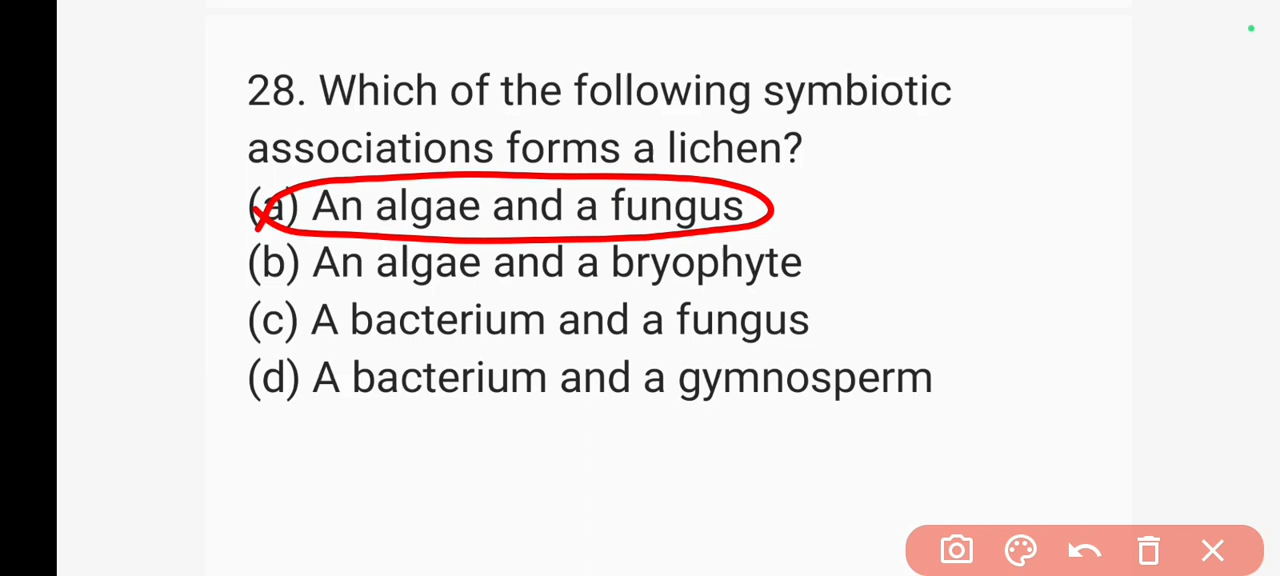 28. Which of the following symbiotic
associations forms a lichen?
(a) An algae and a fungus
(b) An algae and a bryophyte
(c) A bacterium and a fungus
(d) A bacterium and a gymnosperm